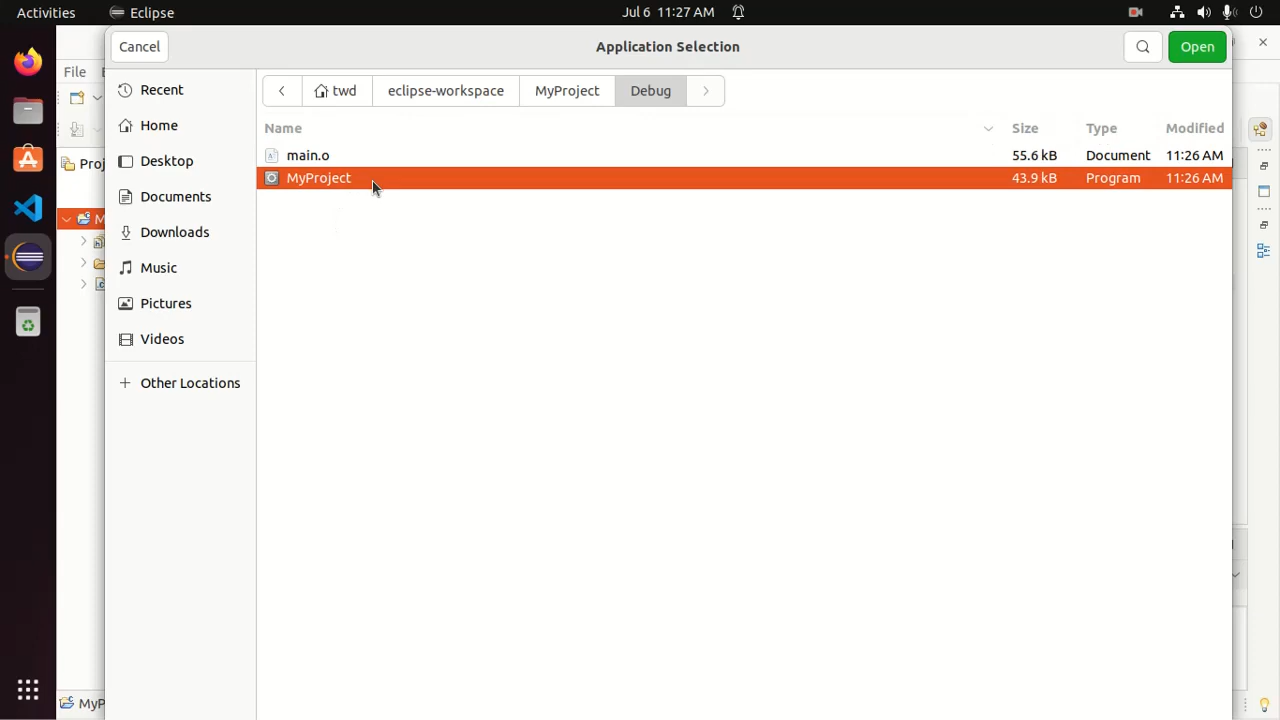 Activities Eclipse Jul 6 11:27 AM
Cancel Application Selection Open
File
Recent
twd eclipse-workspace MyProject Debug
Home
Name Size Type Modified
main.o 55.6 kB Document 11:26 AM
Desktop
Proj
MyProject 43.9 kB Program 11:26 AM
Documents
M
Downloads
Music
Pictures
Videos
Other Locations
MyP